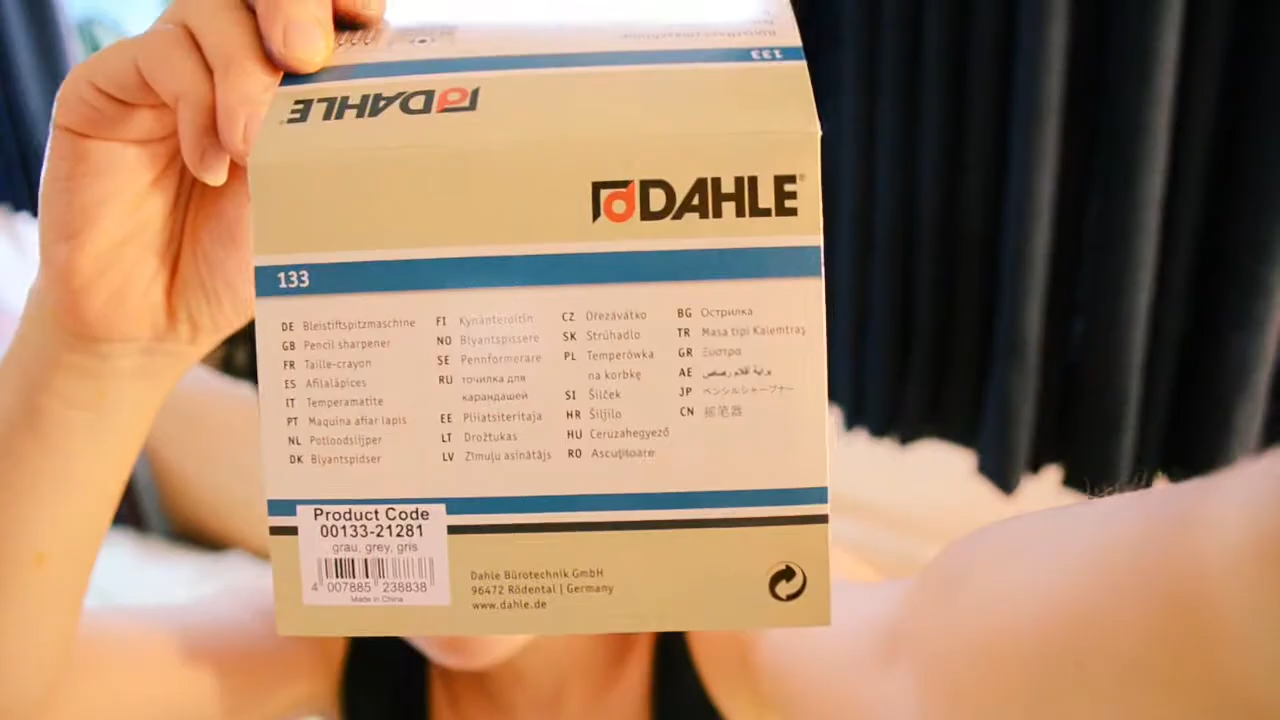 133
DAHLE
DAHLE®
133
DE Bleistiftspitzmaschine
GB Pencil sharpener
FR Taille-crayon
ES Afilalápices
IT Temperamatite
PT Maquina afiar lapis
NL Potloodslijper
DK Blyantspidser
FI Kynänteroitin
NO Blyantspissere
SE Pennformerare
RU точилка для
карандашей
EE Pliiatsiteritaja
LT Drožtukas
LV Zīmuļu asinātājs
CZ Ořezávátko
SK Strúhadlo
PL Temperówka
na korbkę
SI Šilček
HR Šiljilo
HU Ceruzahegyező
RO Ascuţitoare
BG Острилка
TR Masa tipi Kalemtraş
GR Ξύστρα
AE براية أقلام رصاص
JP ペンシルシャープナー
CN 摇笔器
Product Code
00133-21281
grau, grey, gris
4 007885 238838
Made in China
Dahle Bürotechnik GmbH
96472 Rödental | Germany
www.dahle.de